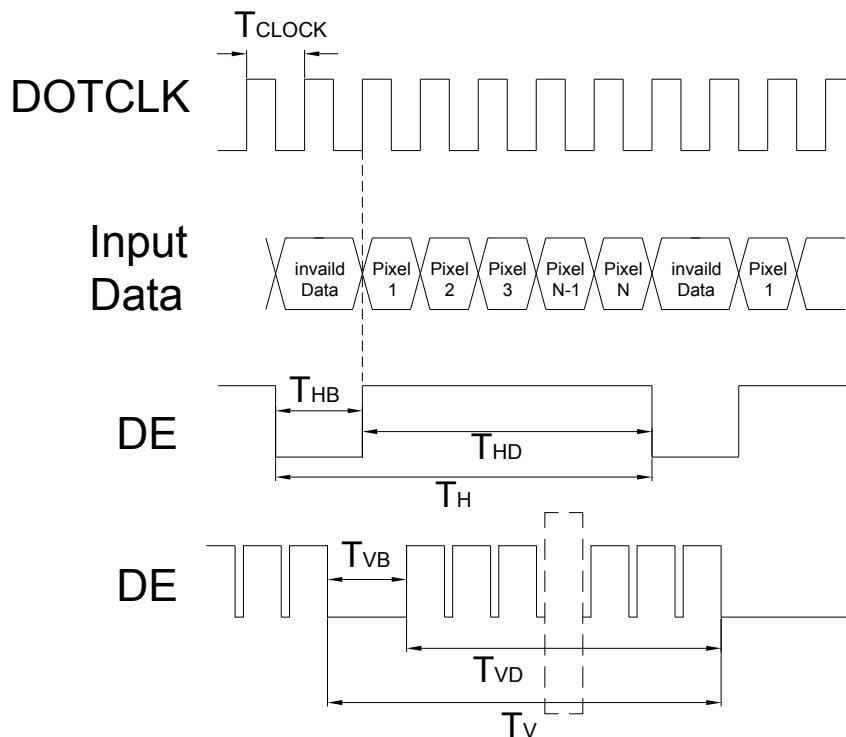 TCLOCK
DOTCLK
Input
Data
invaild
Data
Pixel
1
Pixel
2
Pixel
3
Pixel
N-1
Pixel
N
invaild
Data
Pixel
1
DE
THB
THD
TH
DE
TVB
TVD
TV